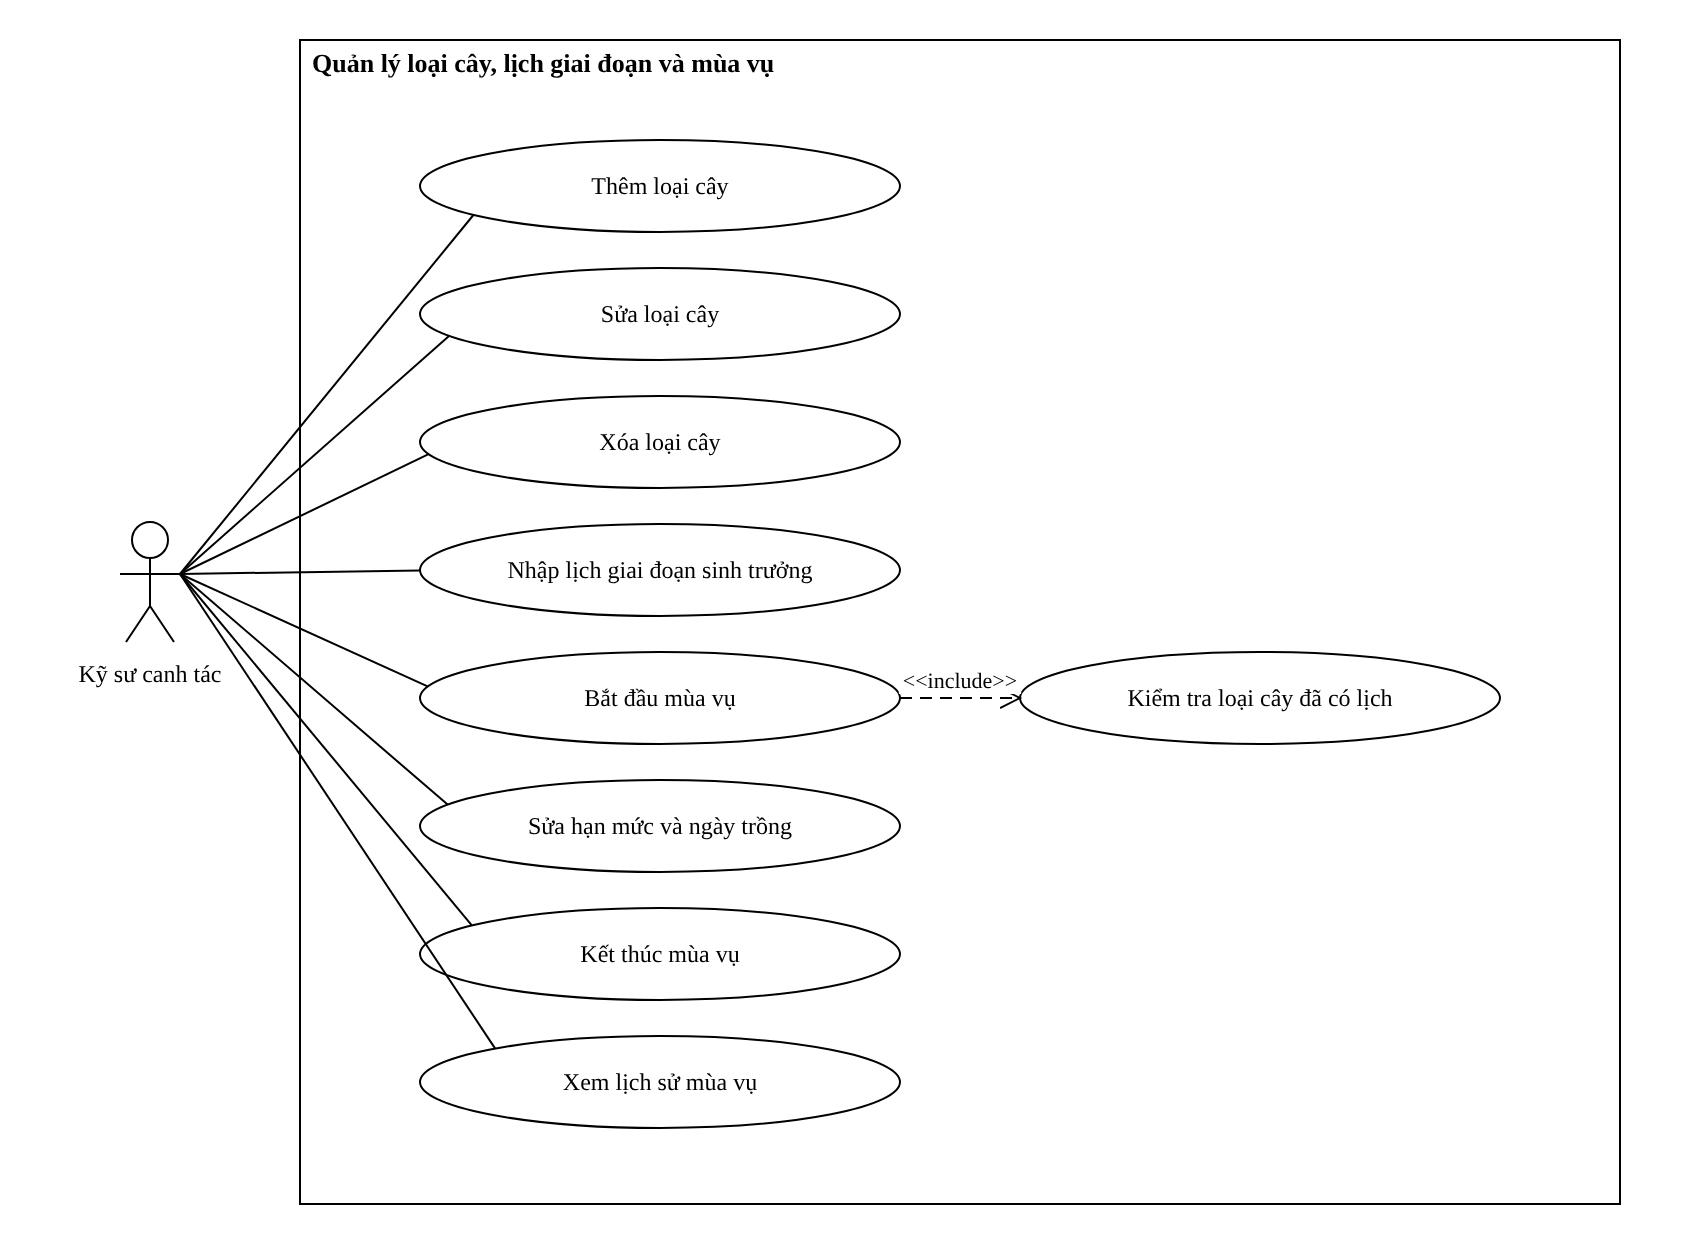 Quản lý loại cây, lịch giai đoạn và mùa vụ
Thêm loại cây
Sửa loại cây
Xóa loại cây
Nhập lịch giai đoạn sinh trưởng
Kỹ sư canh tác
Bắt đầu mùa vụ
<<include>>
Kiểm tra loại cây đã có lịch
Sửa hạn mức và ngày trồng
Kết thúc mùa vụ
Xem lịch sử mùa vụ